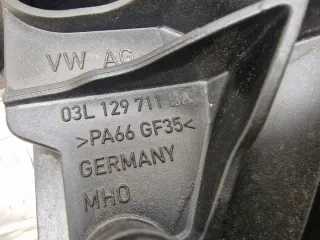 VW AG
03L 129 711
>PA66 GF35<
GERMANY
MHO